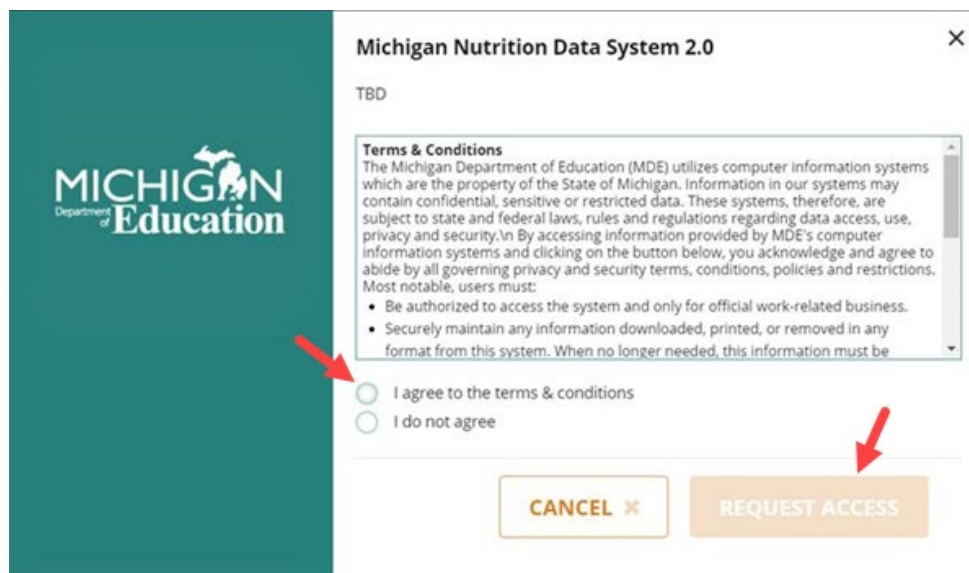 MICHIGAN
Department of Education
Michigan Nutrition Data System 2.0
TBD
Terms & Conditions
The Michigan Department of Education (MDE) utilizes computer information systems
which are the property of the State of Michigan. Information in our systems may
contain confidential, sensitive or restricted data. These systems, therefore, are
subject to state and federal laws, rules and regulations regarding data access, use,
privacy and security.\n By accessing information provided by MDE's computer
information systems and clicking on the button below, you acknowledge and agree to
abide by all governing privacy and security terms, conditions, policies and restrictions.
Most notable, users must:
• Be authorized to access the system and only for official work-related business.
• Securely maintain any information downloaded, printed, or removed in any
format from this system. When no longer needed, this information must be
I agree to the terms & conditions
I do not agree
CANCEL ✖
REQUEST ACCESS